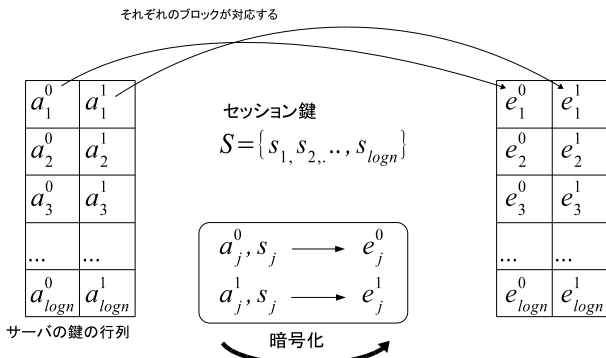 それぞれのブロックが対応する
a_1^0 a_1^1 e_1^0 e_1^1
セッション鍵
a_2^0 a_2^1 S={s_1,s_2,...,s_logn} e_2^0 e_2^1
a_3^0 a_3^1 e_3^0 e_3^1
... ... a_j^0,s_j → e_j^0 ... ...
a_logn^0 a_logn^1 a_j^1,s_j → e_j^1 e_logn^0 e_logn^1
サーバの鍵の行列
暗号化